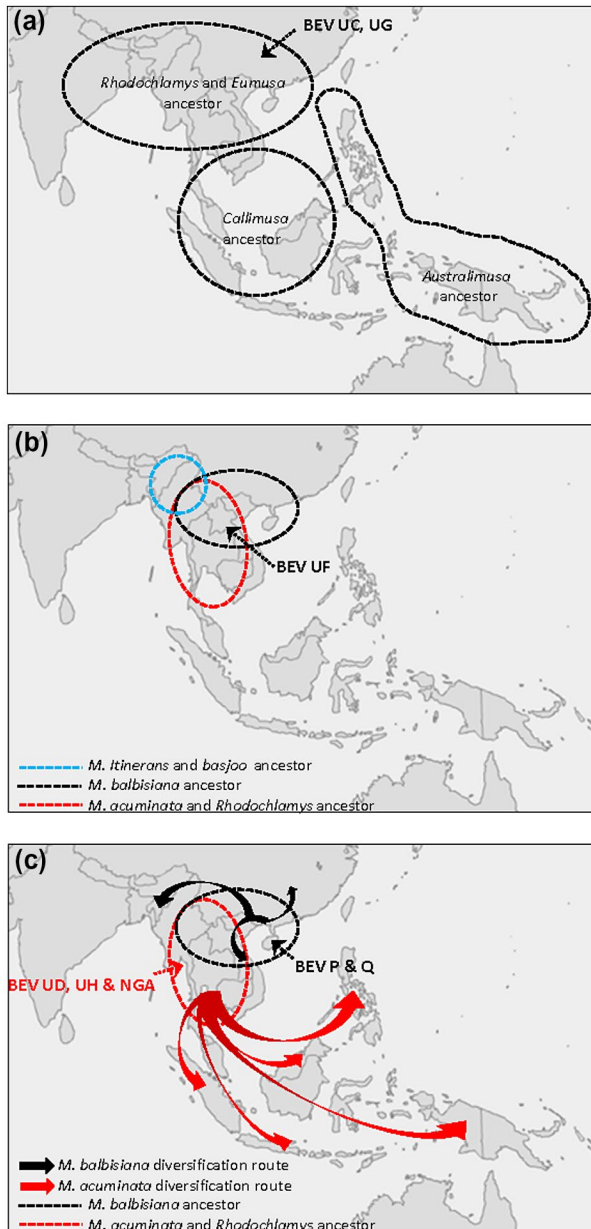 (a)
BEV UC, UG
Rhodochlamys and Eumusa
ancestor
Callimusa
ancestor
Australimusa
ancestor
(b)
BEV UF
M. Itinerans and basjoo ancestor
M. balbisiana ancestor
M. acuminata and Rhodochlamys ancestor
(c)
BEV UD, UH & NGA
BEV P & Q
M. balbisiana diversification route
M. acuminata diversification route
M. balbisiana ancestor
M. acuminata and Rhodochlamys ancestor